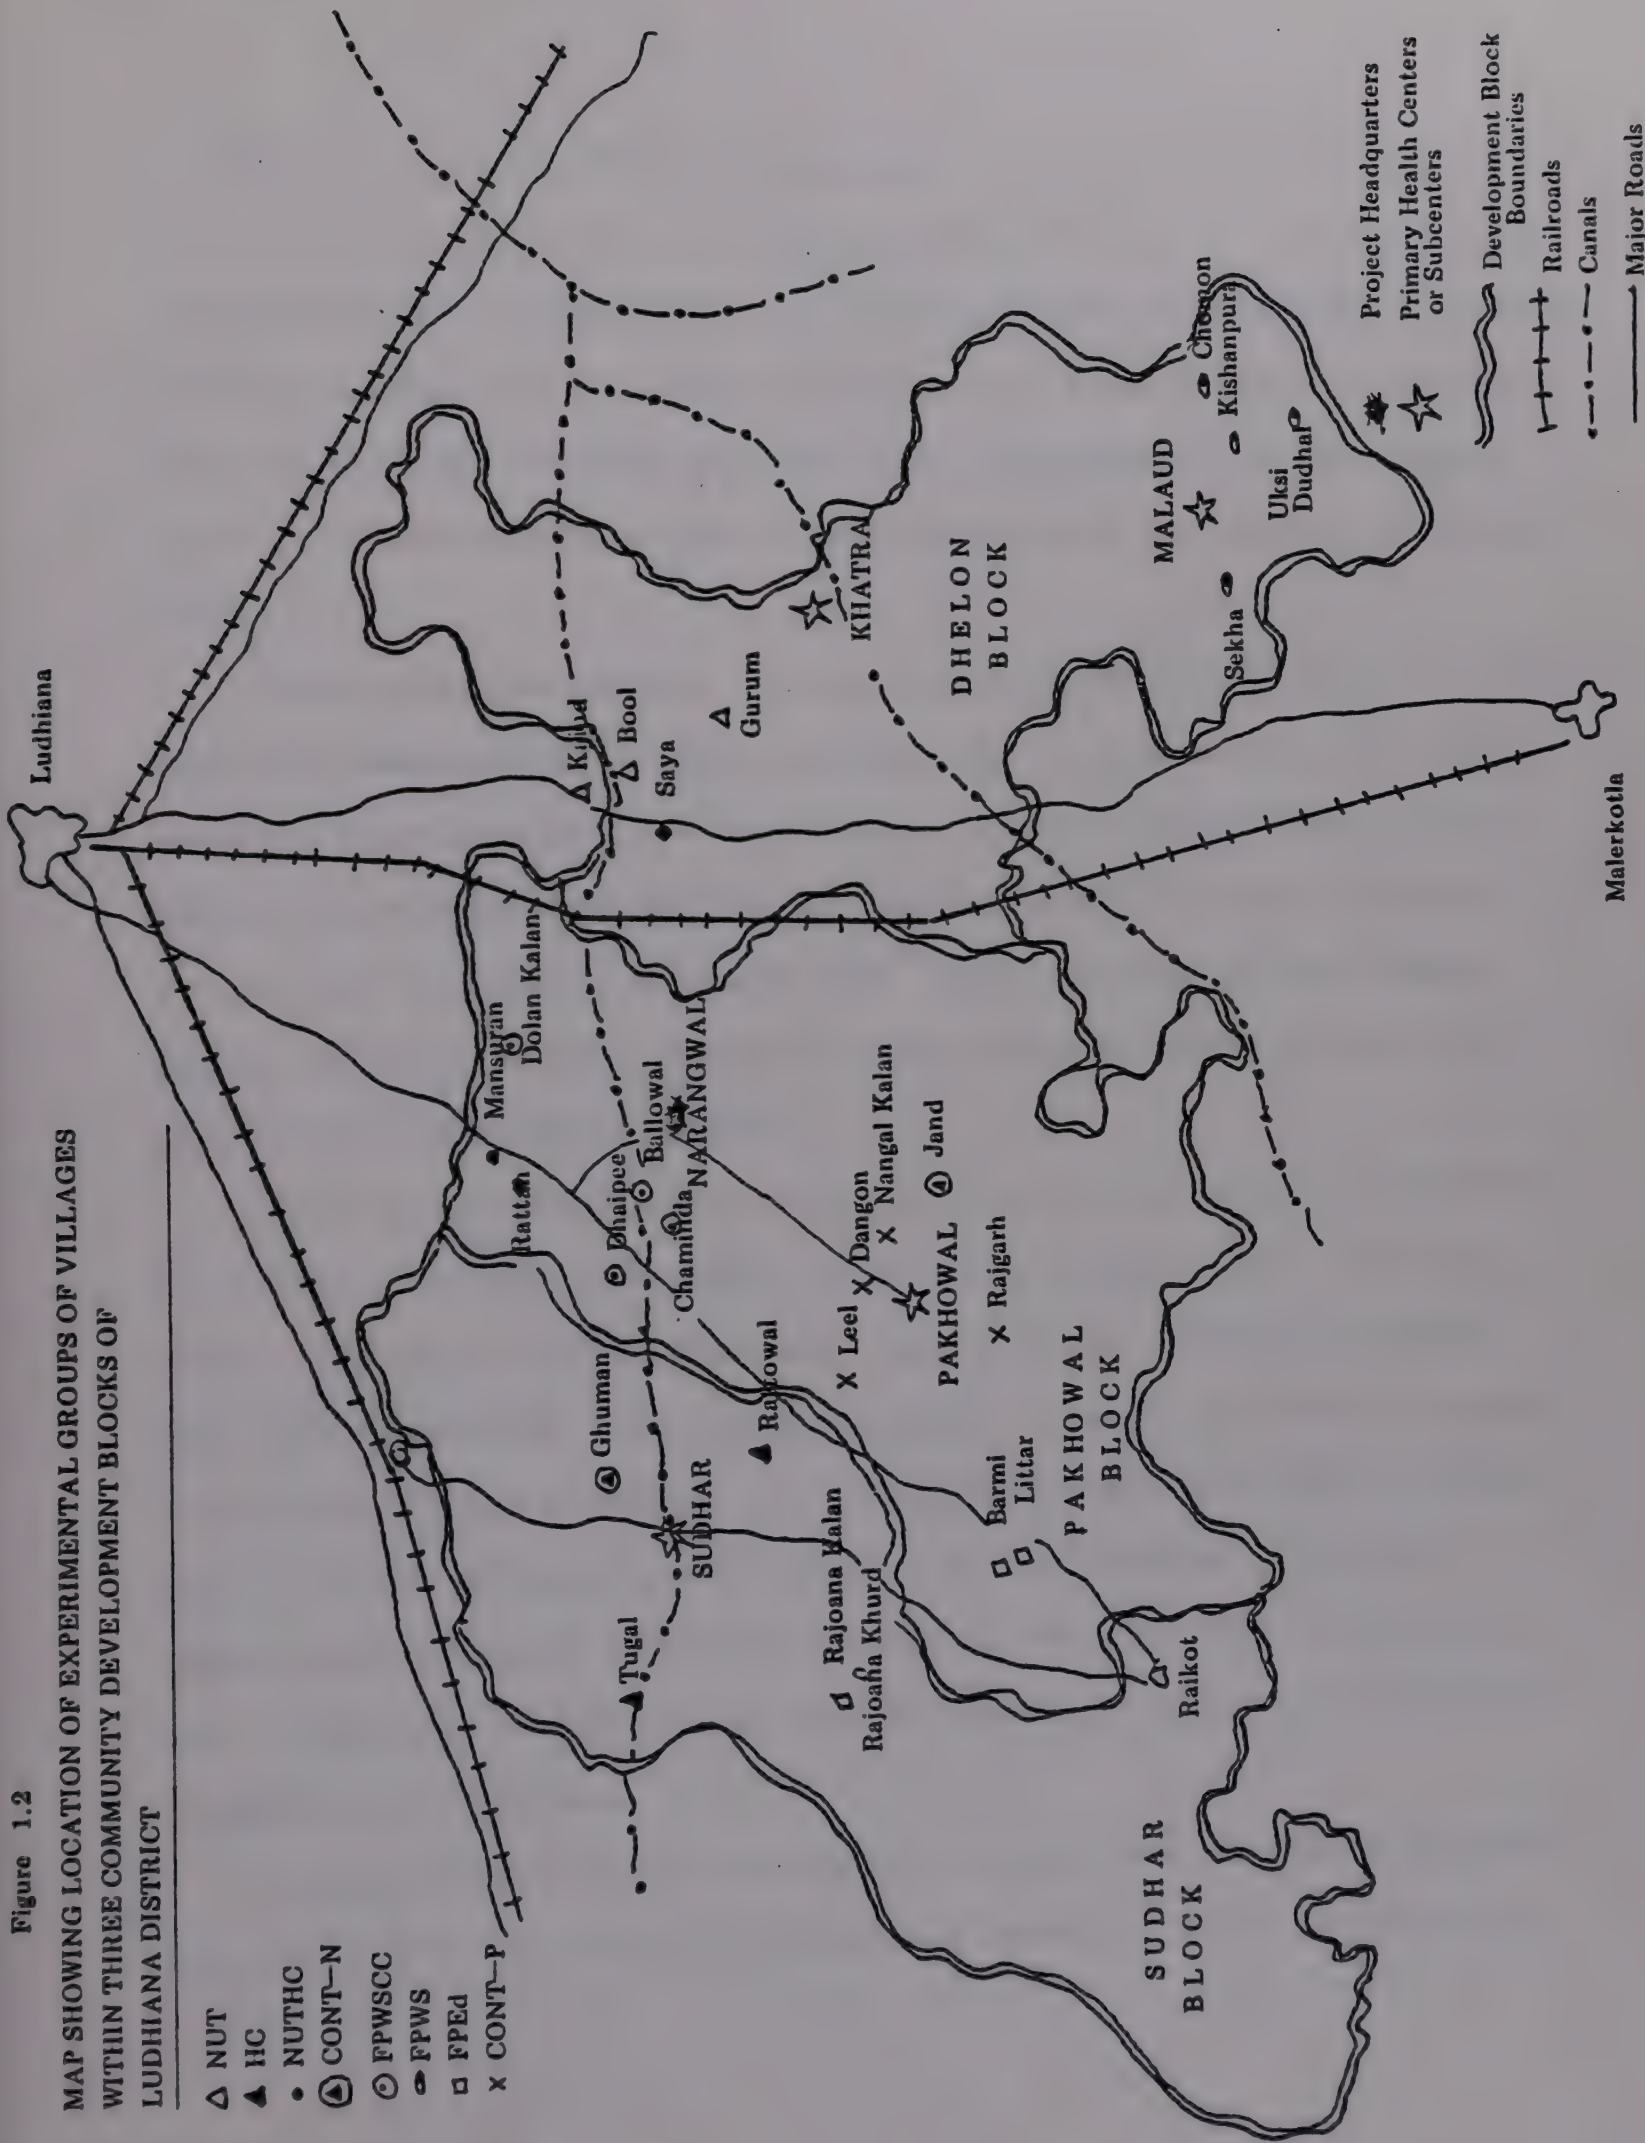 Figure 1.2
MAP SHOWING LOCATION OF EXPERIMENTAL GROUPS OF VILLAGES
WITHIN THREE COMMUNITY DEVELOPMENT BLOCKS OF
LUDHIANA DISTRICT
NUT
HC
NUTHC
CONT-N
FPWSCC
FPWS
FPEd
CONT-P
Ludhiana
Mansuran
Dolan Kalan
Rattan
Bool
Saya
Gurum
Dhaipee
Ballowal
NARANGWAL
Chaminda
Ghuman
SUDHAR
Tugal
KHATRA
Leel
Dangon
Nangal Kalan
PAKHOWAL
Jand
Rajgarh
Rajoana Kalan
Rajoana Khurd
Barmi
Littar
PAKHOWAL
BLOCK
DHELON
BLOCK
MALAUD
Chomon
Kishanpura
Uksi
Dudhal
Sekha
Raikot
SUDHAR
BLOCK
Malerkotla
Project Headquarters
Primary Health Centers
or Subcenters
Development Block
Boundaries
Railroads
Canals
Major Roads